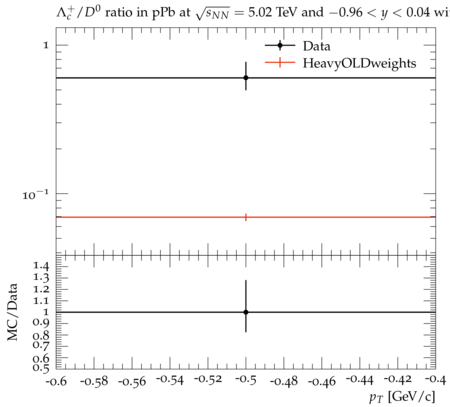 Λc+/D0 ratio in pPb at √sNN = 5.02 TeV and −0.96 < y < 0.04 wi
1
Data
HeavyOLDweights
10−1
MC/Data
1.4
1.3
1.2
1.1
1
0.9
0.8
0.7
0.6
0.5
-0.6 -0.58 -0.56 -0.54 -0.52 -0.5 -0.48 -0.46 -0.44 -0.42 -0.4
pT [GeV/c]